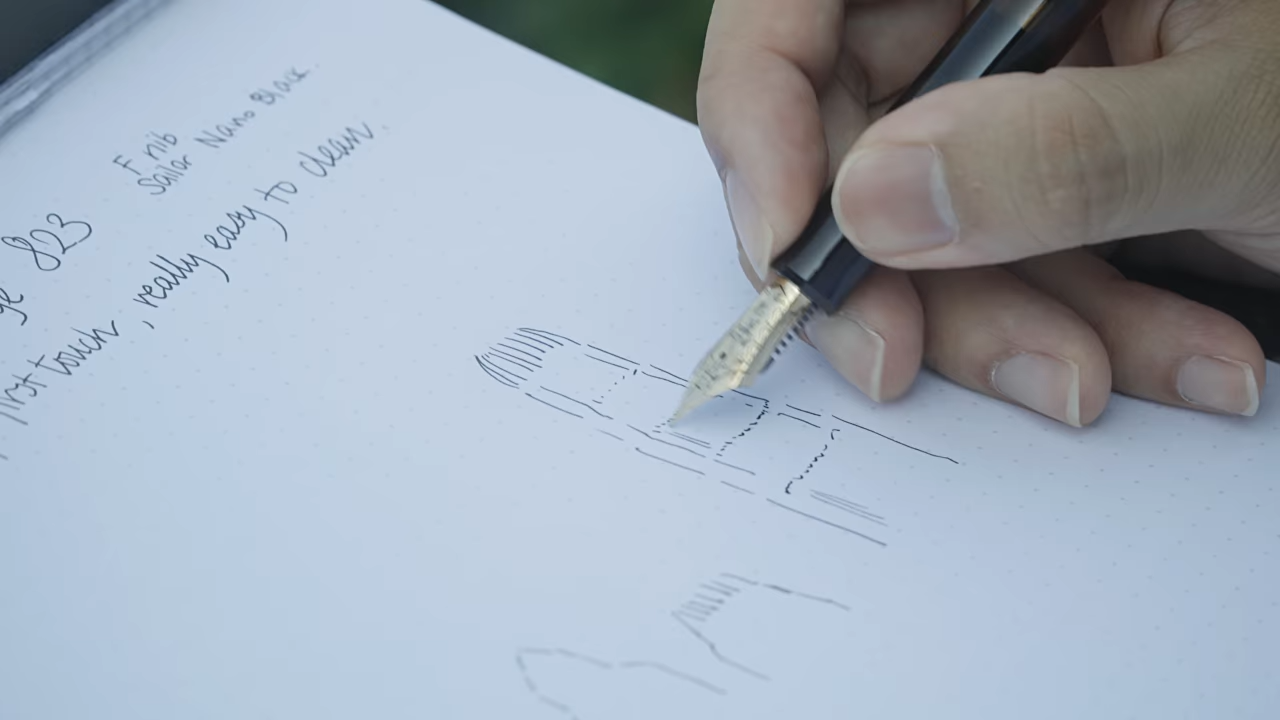 F nib
Sailor Nano Black.
ge 823
first touch, really easy to clean.